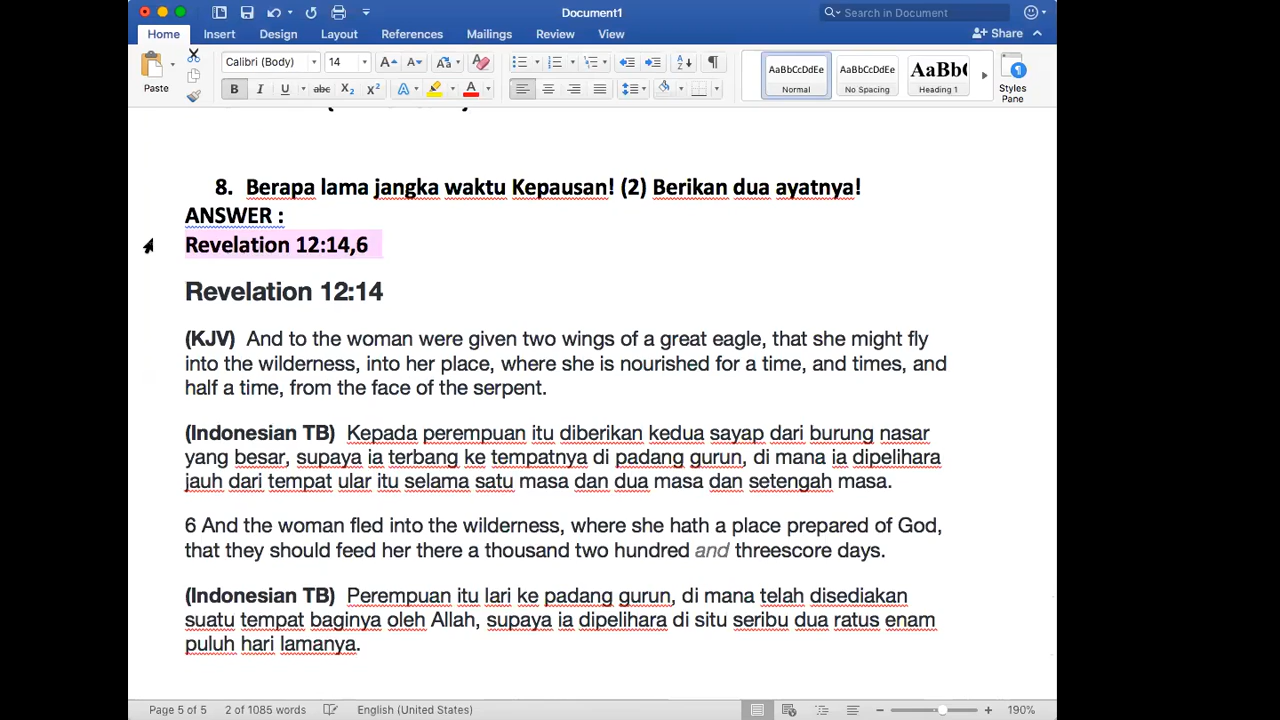 Document1
Search in Document
Home Insert Design Layout References Mailings Review View
Share
Paste
Calibri (Body) 14
AaBbCcDdEe AaBbCcDdEe
Normal No Spacing Heading 1
Styles Pane
8. Berapa lama jangka waktu Kepausan! (2) Berikan dua ayatnya!
ANSWER :
Revelation 12:14,6
Revelation 12:14
(KJV) And to the woman were given two wings of a great eagle, that she might fly
into the wilderness, into her place, where she is nourished for a time, and times, and
half a time, from the face of the serpent.
(Indonesian TB) Kepada perempuan itu diberikan kedua sayap dari burung nasar
yang besar, supaya ia terbang ke tempatnya di padang gurun, di mana ia dipelihara
jauh dari tempat ular itu selama satu masa dan dua masa dan setengah masa.
6 And the woman fled into the wilderness, where she hath a place prepared of God,
that they should feed her there a thousand two hundred and threescore days.
(Indonesian TB) Perempuan itu lari ke padang gurun, di mana telah disediakan
suatu tempat baginya oleh Allah, supaya ia dipelihara di situ seribu dua ratus enam
puluh hari lamanya.
Page 5 of 5 2 of 1085 words English (United States) 190%